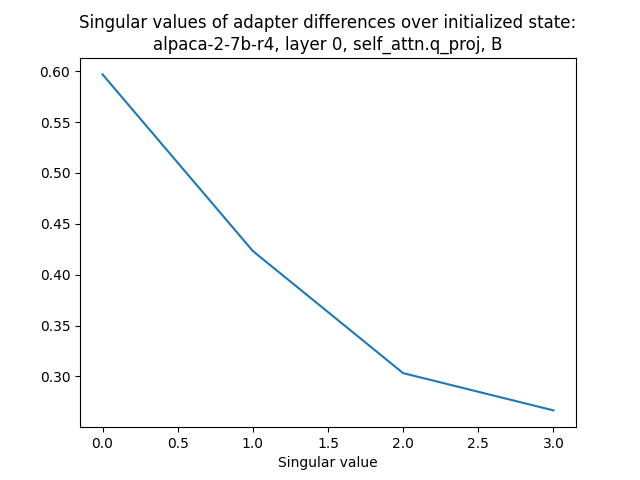 Singular values of adapter differences over initialized state:
alpaca-2-7b-r4, layer 0, self_attn.q_proj, B
0.60
0.55
0.50
0.45
0.40
0.35
0.30
0.0 0.5 1.0 1.5 2.0 2.5 3.0
Singular value